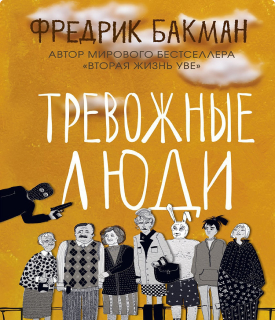 ФРЕДРИК БАКМАН
АВТОР МИРОВОГО БЕСТСЕЛЛЕРА
«ВТОРАЯ ЖИЗНЬ УВЕ»
ТРЕВОЖНЫЕ
ЛЮДИ